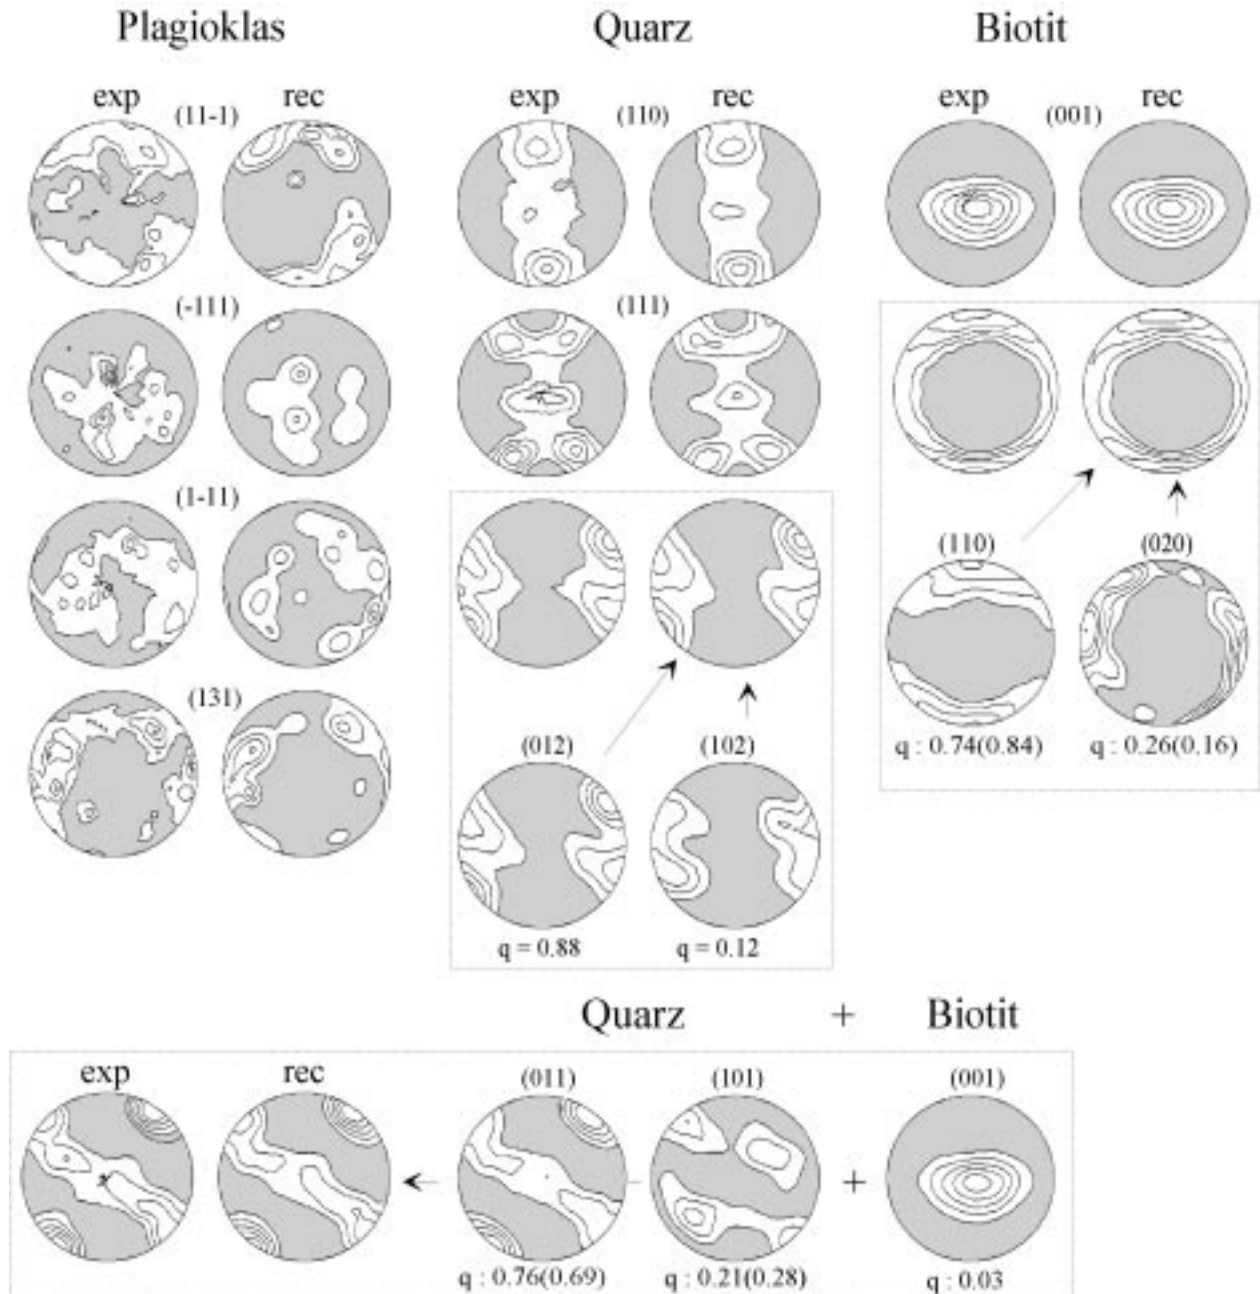 Plagioklas Quarz Biotit
exp rec exp rec exp rec
(11-1) (110) (001)
(-111) (111)
(1-11)
(110) (020)
(131)
q : 0.74(0.84) q : 0.26(0.16)
(012) (102)
q = 0.88 q = 0.12
Quarz + Biotit
exp rec (011) (101) (001)
+
q : 0.76(0.69) q : 0.21(0.28) q : 0.03